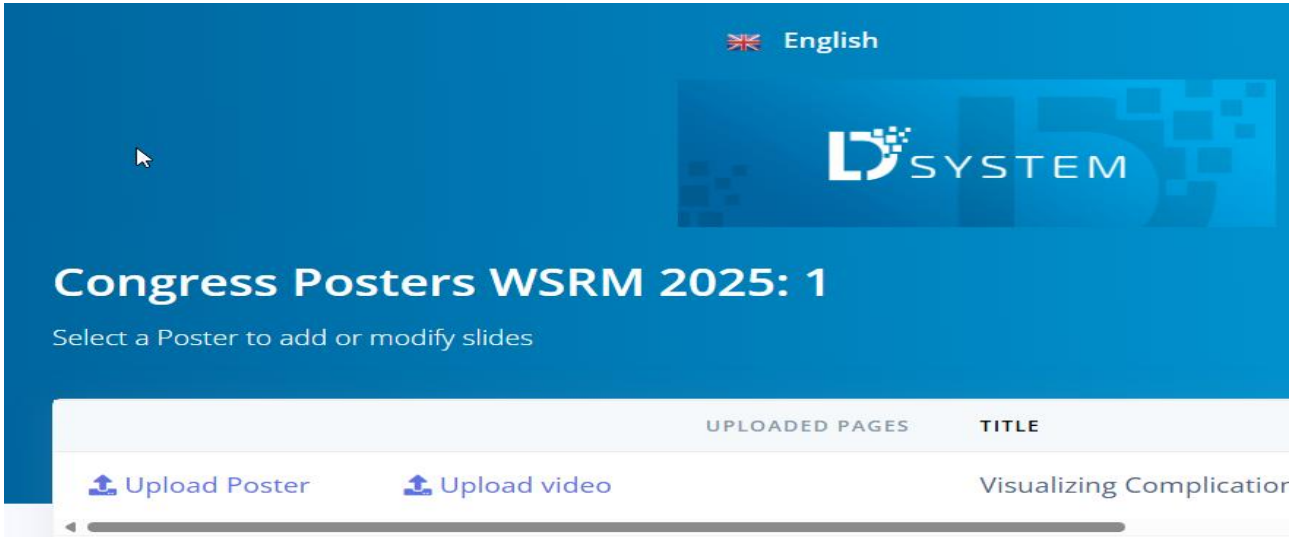 English
D SYSTEM
Congress Posters WSRM 2025: 1
Select a Poster to add or modify slides
UPLOADED PAGES TITLE
Upload Poster Upload video Visualizing Complication